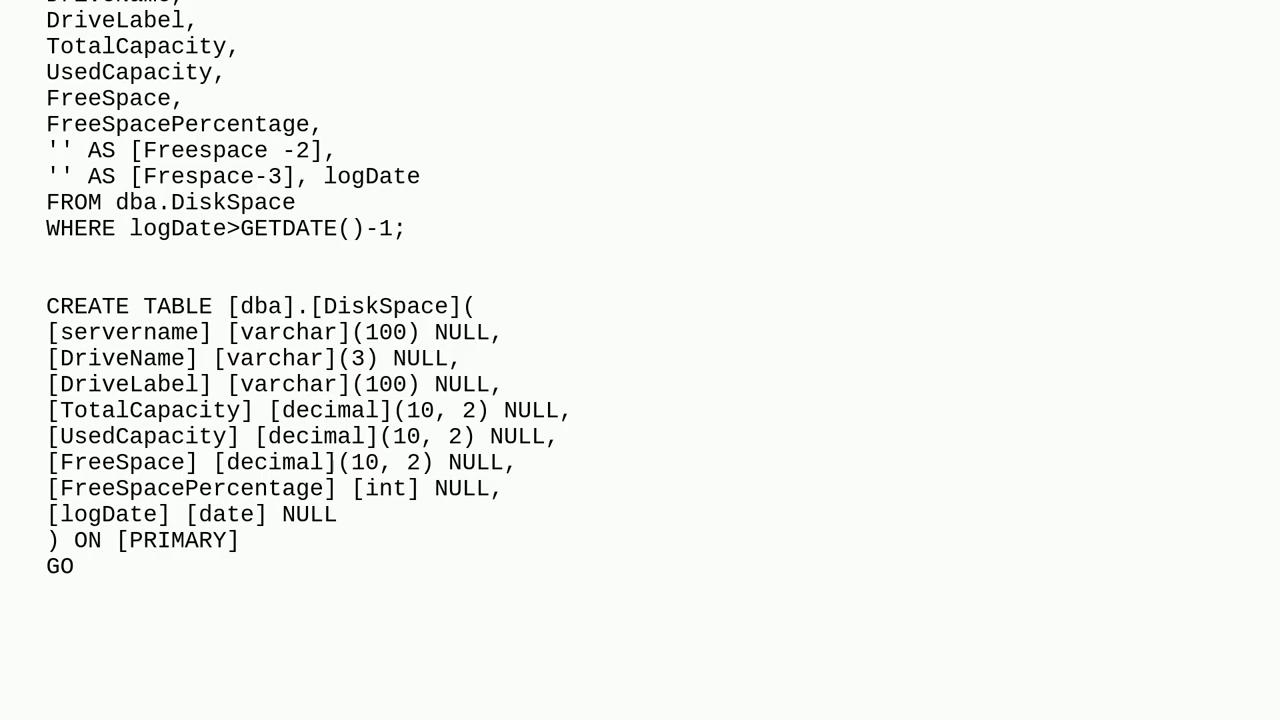 DriveName,
DriveLabel,
TotalCapacity,
UsedCapacity,
FreeSpace,
FreeSpacePercentage,
'' AS [Freespace -2],
'' AS [Frespace-3], logDate
FROM dba.DiskSpace
WHERE logDate>GETDATE()-1;
CREATE TABLE [dba].[DiskSpace](
[servername] [varchar](100) NULL,
[DriveName] [varchar](3) NULL,
[DriveLabel] [varchar](100) NULL,
[TotalCapacity] [decimal](10, 2) NULL,
[UsedCapacity] [decimal](10, 2) NULL,
[FreeSpace] [decimal](10, 2) NULL,
[FreeSpacePercentage] [int] NULL,
[logDate] [date] NULL
) ON [PRIMARY]
GO